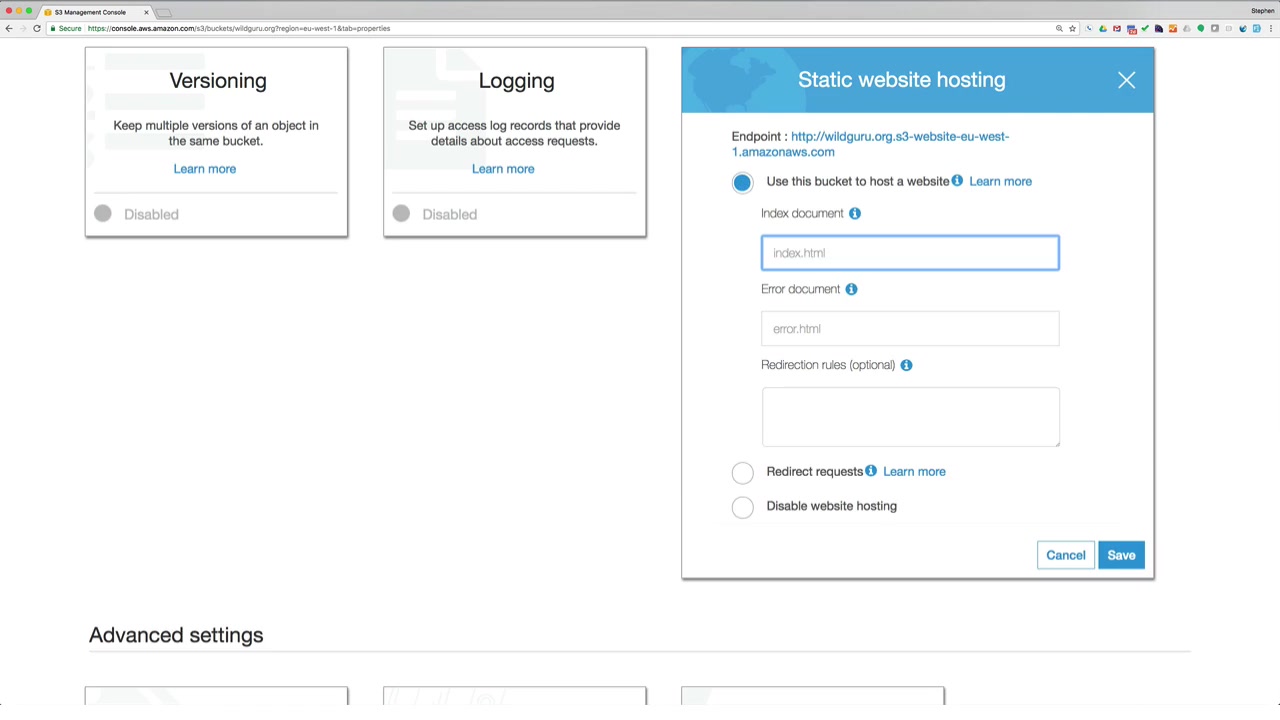 S3 Management Console
Stephen
Secure https://console.aws.amazon.com/s3/buckets/wildguru.org?region=eu-west-1&tab=properties
Versioning
Keep multiple versions of an object in
the same bucket.
Learn more
Disabled
Logging
Set up access log records that provide
details about access requests.
Learn more
Disabled
Static website hosting
Endpoint : http://wildguru.org.s3-website-eu-west-
1.amazonaws.com
Use this bucket to host a website Learn more
Index document
index.html
Error document
error.html
Redirection rules (optional)
Redirect requests Learn more
Disable website hosting
Cancel Save
Advanced settings